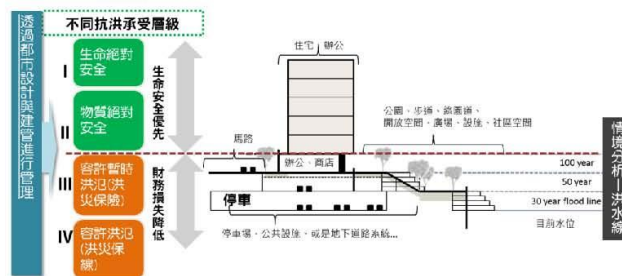 不同抗洪承受層級
透過都市設計與建管進行管理
I
生命絕對
安全
II
物質絕對
安全
III
容許暫時
洪氾(洪
災保險)
IV
容許洪氾
(洪災保
線)
生命安全優先
財務損失降低
住宅、辦公
公園、步道、綠園道、
開放空間、廣場、設施、社區空間
馬路
辦公、商店
停車
100 year
50 year
30 year flood line
目前水位
停車場、公共設施、或是地下道路系統...
情境分析－洪水線